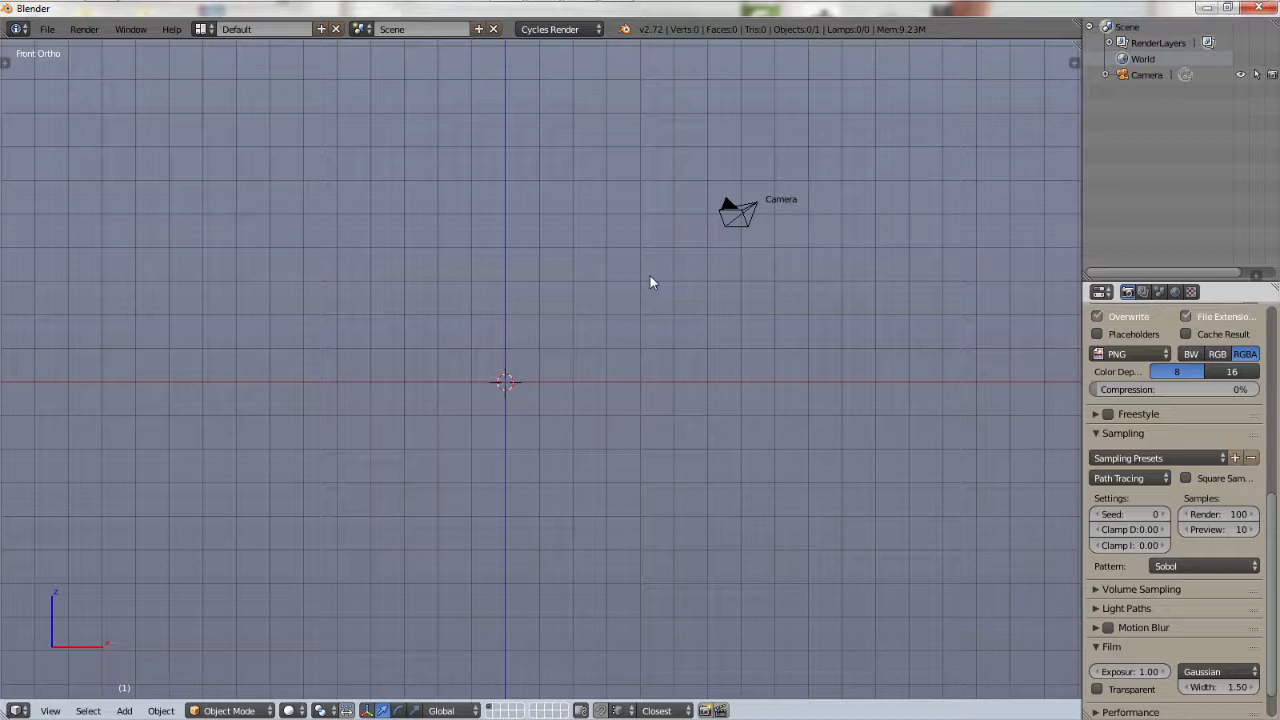 Blender
File Render Window Help Default Scene Cycles Render v2.72 | Verts:0 | Faces:0 | Tris:0 | Objects:0/1 | Lamps:0/0 | Mem:9.23M
Front Ortho
Camera
z
x
(1)
View Select Add Object Object Mode Global Closest
Scene
RenderLayers
World
Camera
Overwrite File Extensio...
Placeholders Cache Result
PNG BW RGB RGBA
Color Dep... 8 16
Compression: 0%
Freestyle
Sampling
Sampling Presets
Path Tracing Square Sam...
Settings: Samples:
Seed: 0 Render: 100
Clamp D:0.00 Preview: 10
Clamp I: 0.00
Pattern: Sobol
Volume Sampling
Light Paths
Motion Blur
Film
Exposur: 1.00 Gaussian
Transparent Width: 1.50
Performance